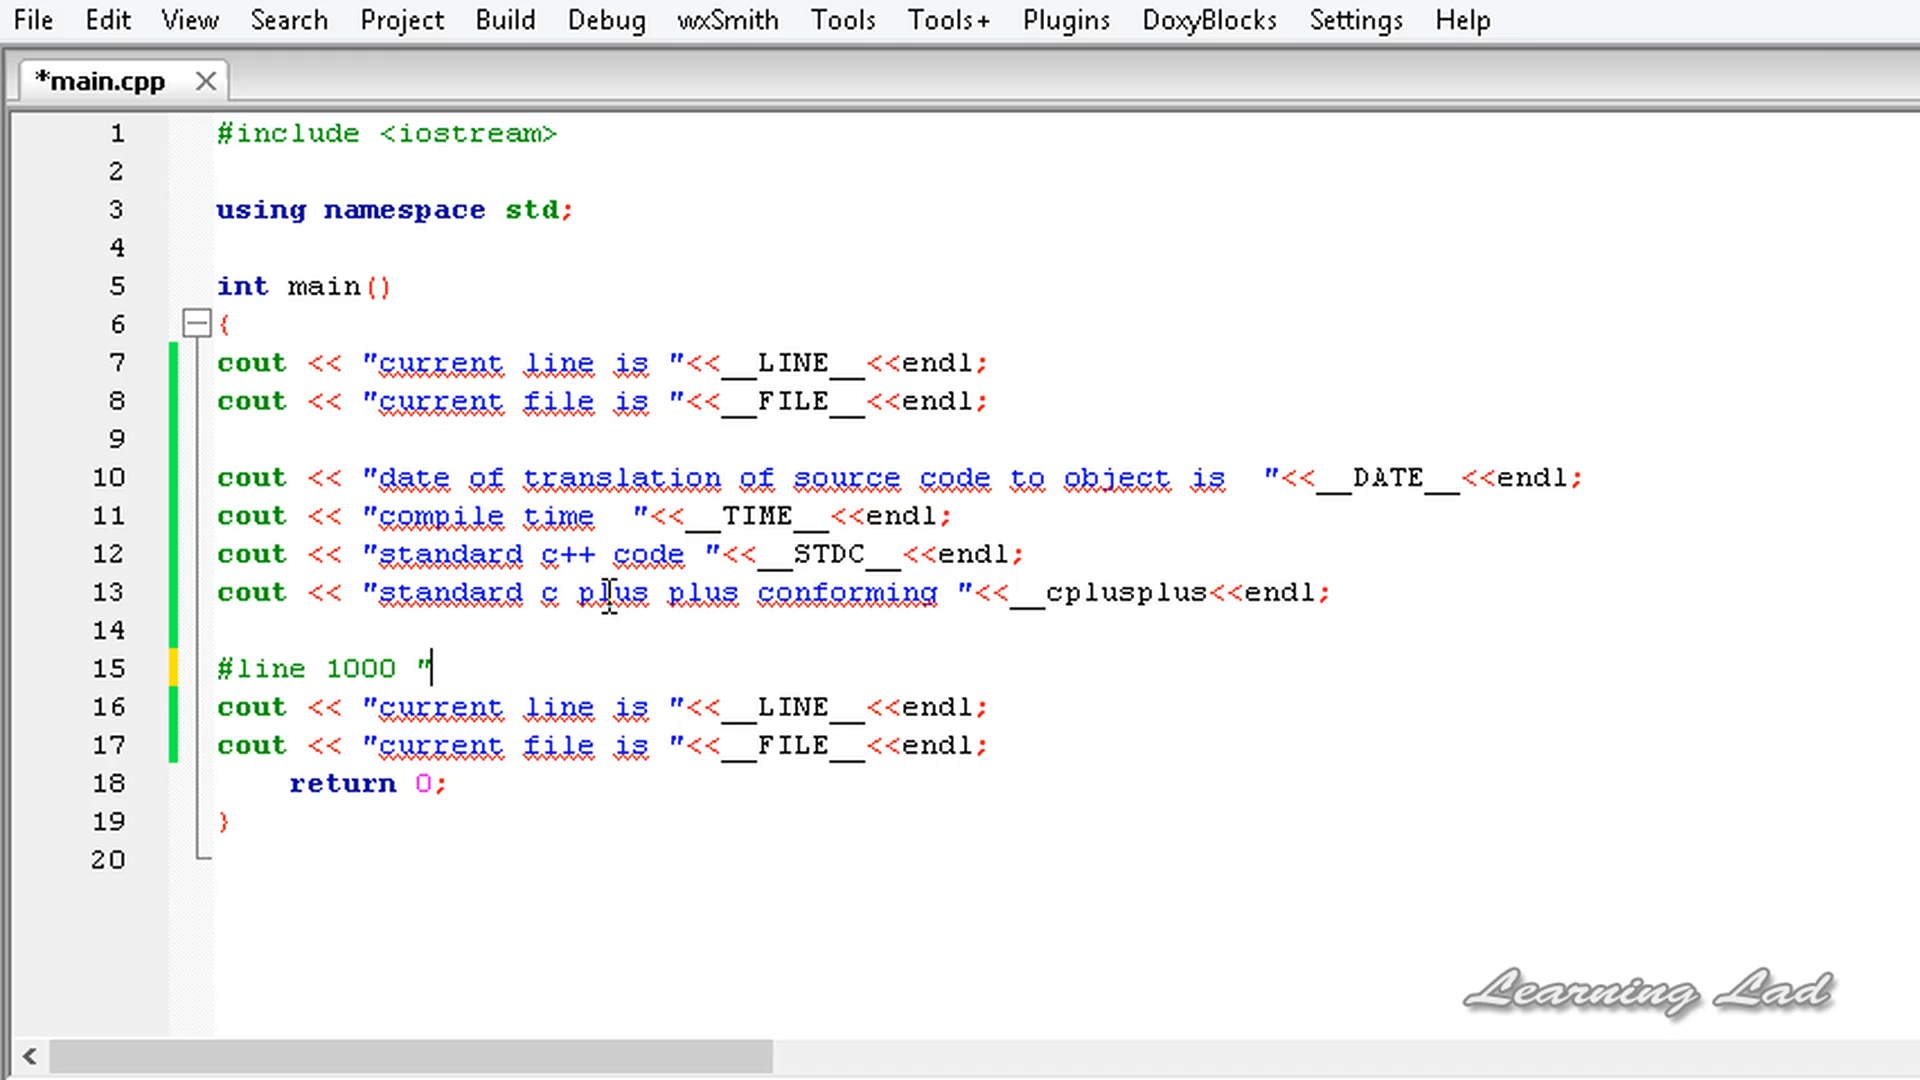 File Edit View Search Project Build Debug wxSmith Tools Tools+ Plugins DoxyBlocks Settings Help
*main.cpp
1 #include <iostream>
2
3 using namespace std;
4
5 int main()
6 {
7 cout << "current line is "<<__LINE__<<endl;
8 cout << "current file is "<<__FILE__<<endl;
9
10 cout << "date of translation of source code to object is  "<<__DATE__<<endl;
11 cout << "compile time  "<<__TIME__<<endl;
12 cout << "standard c++ code "<<__STDC__<<endl;
13 cout << "standard c plus plus conforming "<<__cplusplus<<endl;
14
15 #line 1000 "
16 cout << "current line is "<<__LINE__<<endl;
17 cout << "current file is "<<__FILE__<<endl;
18     return 0;
19 }
20
Learning Lad